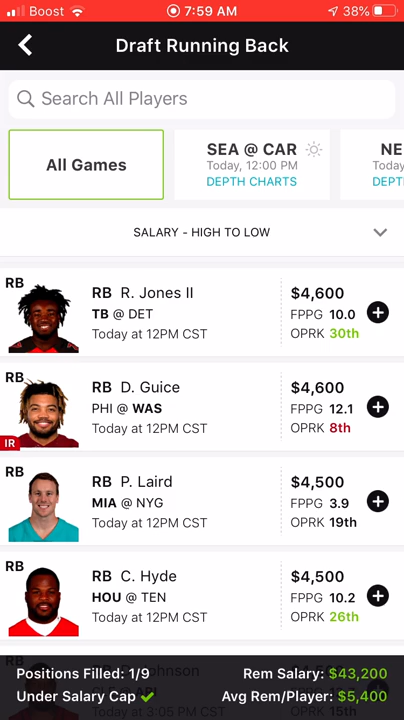 Boost 7:59 AM 38%
Draft Running Back
Search All Players
All Games
SEA @ CAR
Today, 12:00 PM
DEPTH CHARTS
NE
Today
DEPT
SALARY - HIGH TO LOW
RB
RB R. Jones II
TB @ DET
Today at 12PM CST
$4,600
FPPG 10.0
OPRK 30th
RB
IR
RB D. Guice
PHI @ WAS
Today at 12PM CST
$4,600
FPPG 12.1
OPRK 8th
RB
RB P. Laird
MIA @ NYG
Today at 12PM CST
$4,500
FPPG 3.9
OPRK 19th
RB
RB C. Hyde
HOU @ TEN
Today at 12PM CST
$4,500
FPPG 10.2
OPRK 26th
RB
Positions Filled: 1/9
Under Salary Cap
Rem Salary: $43,200
Avg Rem/Player: $5,400